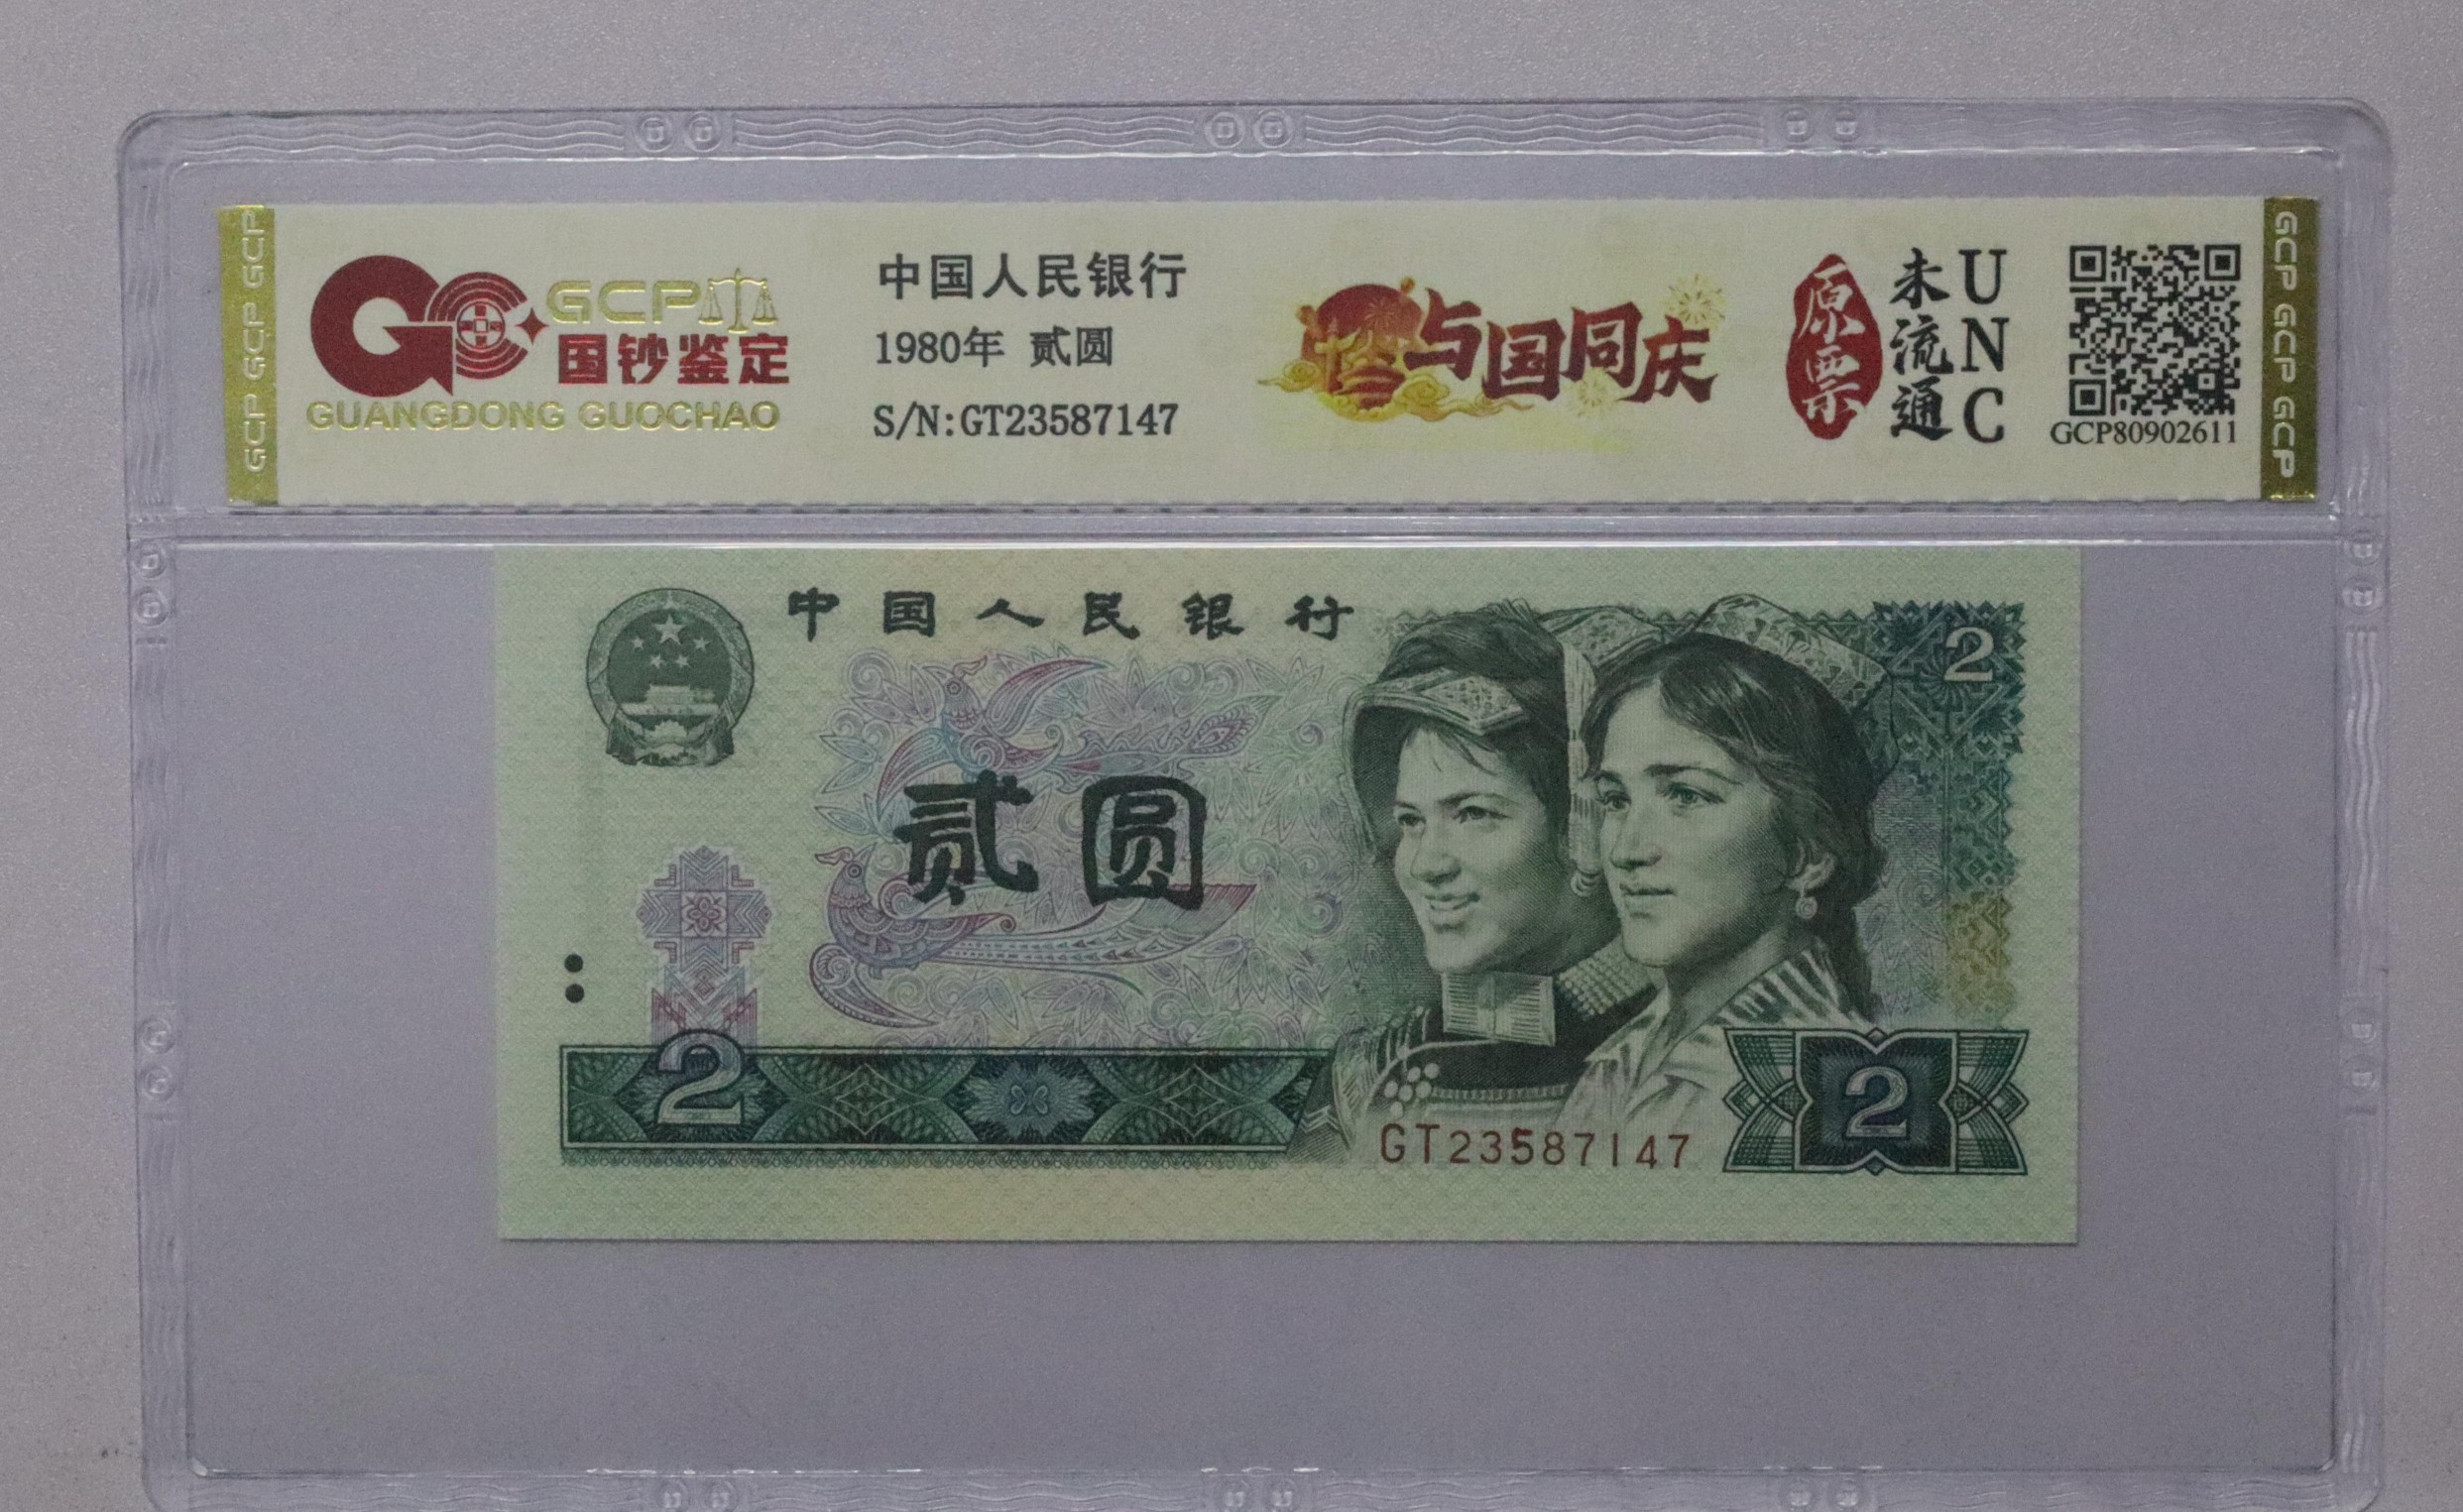 GCP GCP GCP
GCP
国钞鉴定
GUANGDONG GUOCHAO
中国人民银行
1980年 贰圆
S/N:GT23587147
与国同庆
原票
未流通
UNC
GCP80902611
GCP GCP GCP
中国人民银行
2
贰圆
2
2
GT23587147